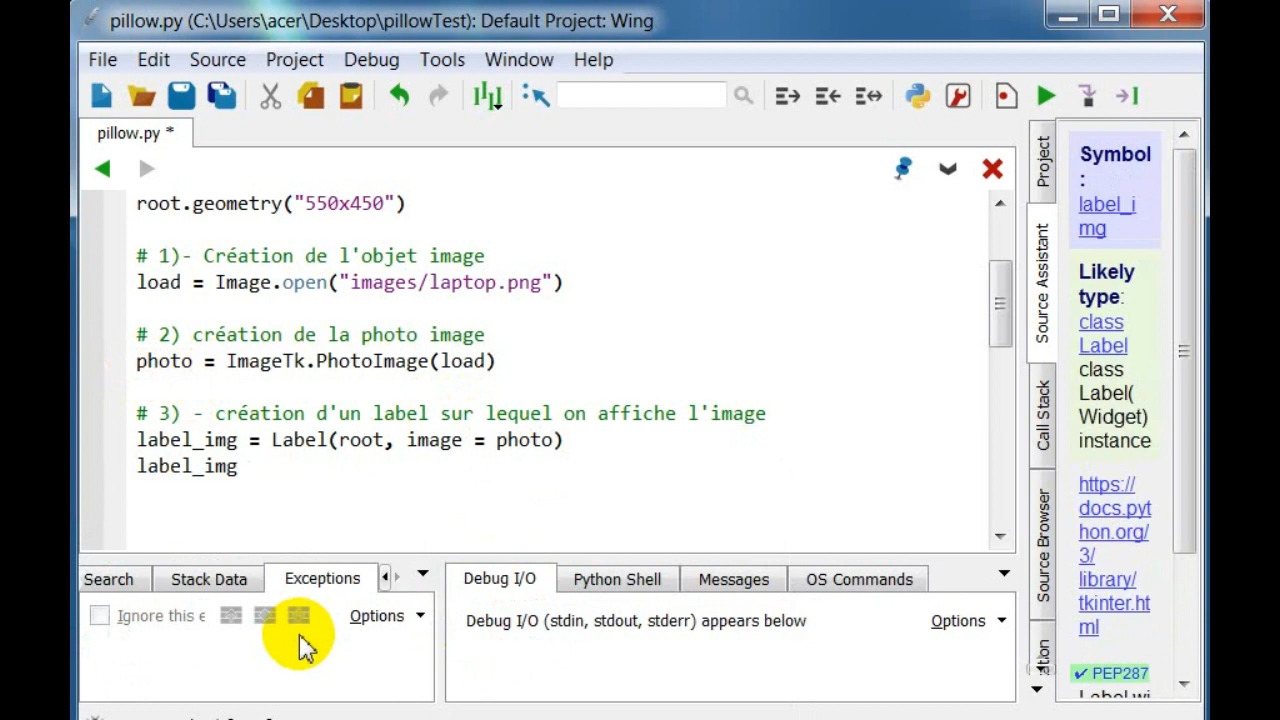 pillow.py (C:\Users\acer\Desktop\pillowTest): Default Project: Wing
File Edit Source Project Debug Tools Window Help
pillow.py *
root.geometry("550x450")
# 1)- Création de l'objet image
load = Image.open("images/laptop.png")
# 2) création de la photo image
photo = ImageTk.PhotoImage(load)
# 3) - création d'un label sur lequel on affiche l'image
label_img = Label(root, image = photo)
label_img
Project
Source Assistant
Call Stack
Source Browser
Symbol
:
label_i
mg
Likely
type:
class
Label
class
Label(
Widget)
instance
https://
docs.pyt
hon.org/
3/
library/
tkinter.ht
ml
✔ PEP287
Search Stack Data Exceptions
Ignore this e Options
Debug I/O Python Shell Messages OS Commands
Debug I/O (stdin, stdout, stderr) appears below Options